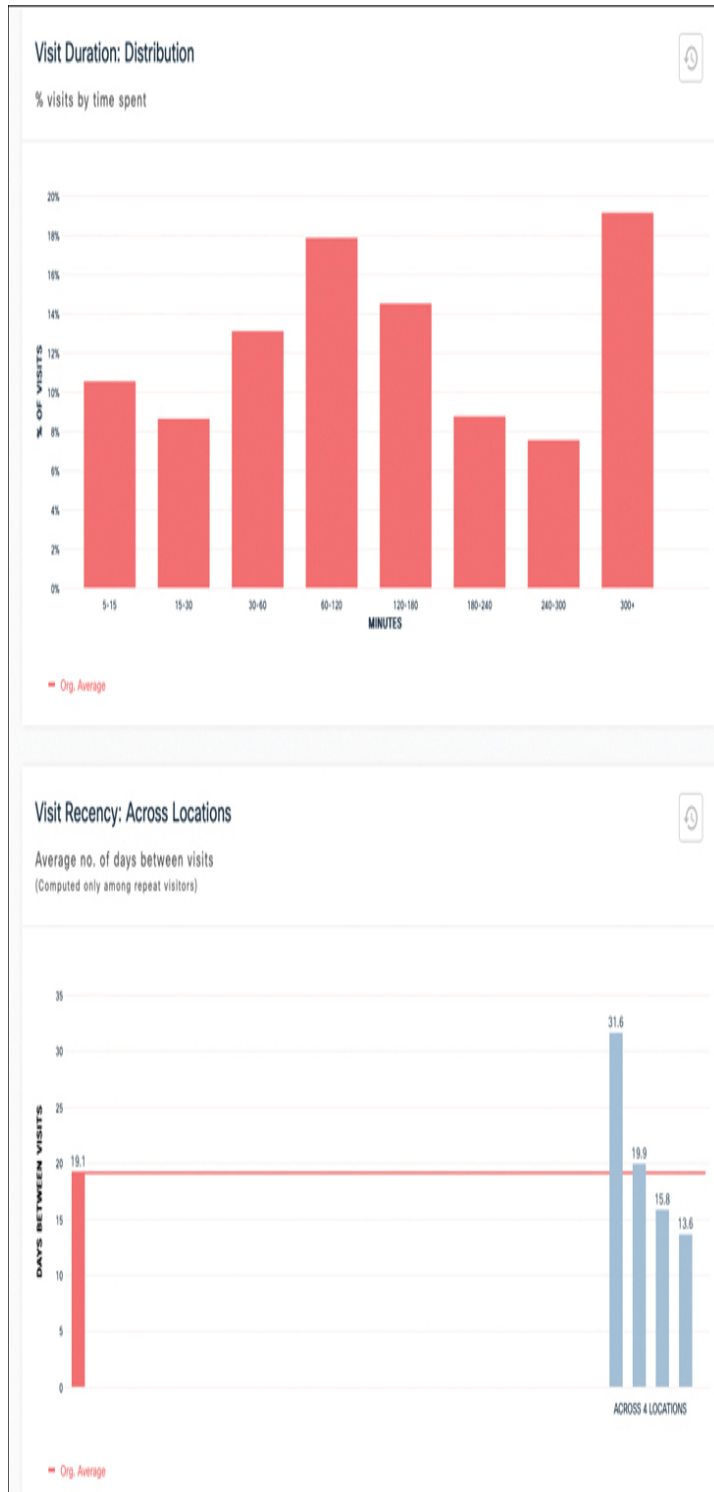 Visit Duration: Distribution
% visits by time spent
20%
18%
16%
14%
12%
10%
8%
6%
4%
2%
0%
% OF VISITS
5-15 15-30 30-60 60-120 120-180 180-240 240-300 300+
MINUTES
Org. Average
Visit Recency: Across Locations
Average no. of days between visits
(Computed only among repeat visitors)
35
30
25
20
15
10
5
0
DAYS BETWEEN VISITS
19.1
31.6
19.9
15.8
13.6
ACROSS 4 LOCATIONS
Org. Average